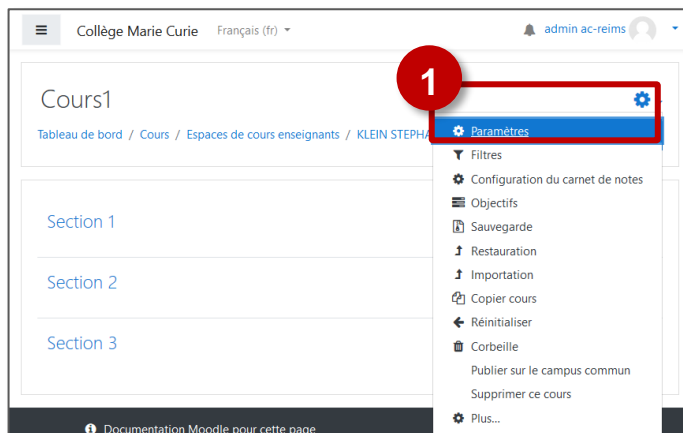 Collège Marie Curie Français (fr)
admin ac-reims
1
Cours1
Tableau de bord / Cours / Espaces de cours enseignants / KLEIN STEPHA
Paramètres
Filtres
Configuration du carnet de notes
Objectifs
Sauvegarde
Restauration
Importation
Copier cours
Réinitialiser
Corbeille
Publier sur le campus commun
Supprimer ce cours
Plus...
Section 1
Section 2
Section 3
Documentation Moodle pour cette page